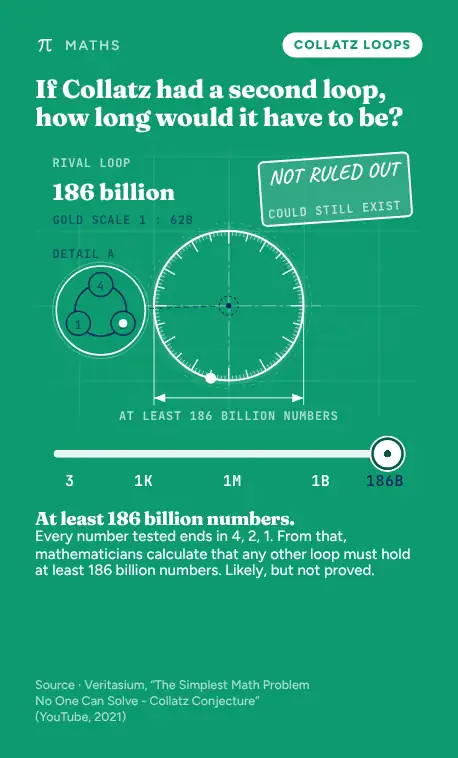 π MATHS
COLLATZ LOOPS
If Collatz had a second loop,
how long would it have to be?
RIVAL LOOP
186 billion
GOLD SCALE 1 : 62B
NOT RULED OUT
COULD STILL EXIST
DETAIL A
4
1
AT LEAST 186 BILLION NUMBERS
3 1K 1M 1B 186B
At least 186 billion numbers.
Every number tested ends in 4, 2, 1. From that,
mathematicians calculate that any other loop must hold
at least 186 billion numbers. Likely, but not proved.
Source · Veritasium, “The Simplest Math Problem
No One Can Solve - Collatz Conjecture”
(YouTube, 2021)